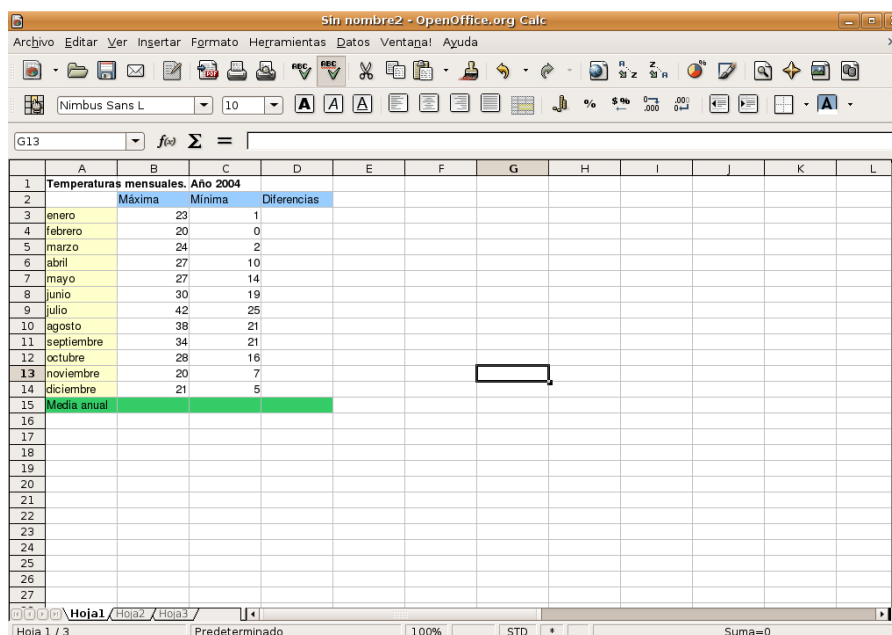 Sin nombre2 - OpenOffice.org Calc
Archivo Editar Ver Insertar Formato Herramientas Datos Ventana! Ayuda
Nimbus Sans L 10
G13 f(x) Σ =
A B C D E F G H I J K L
1 Temperaturas mensuales. Año 2004
2 Máxima Mínima Diferencias
3 enero 23 1
4 febrero 20 0
5 marzo 24 2
6 abril 27 10
7 mayo 27 14
8 junio 30 19
9 julio 42 25
10 agosto 38 21
11 septiembre 34 21
12 octubre 28 16
13 noviembre 20 7
14 diciembre 21 5
15 Media anual
16
17
18
19
20
21
22
23
24
25
26
27
Hoja1 Hoja2 Hoja3
Hoja 1 / 3 Predeterminado 100% STD * Suma=0